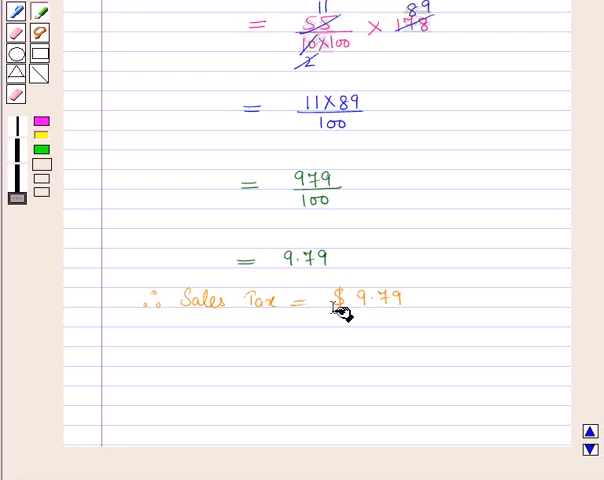 11 89
= 55/10×100 × 178
2
= 11×89/100
= 979/100
= 9.79
∴ Sales Tax = $ 9.79